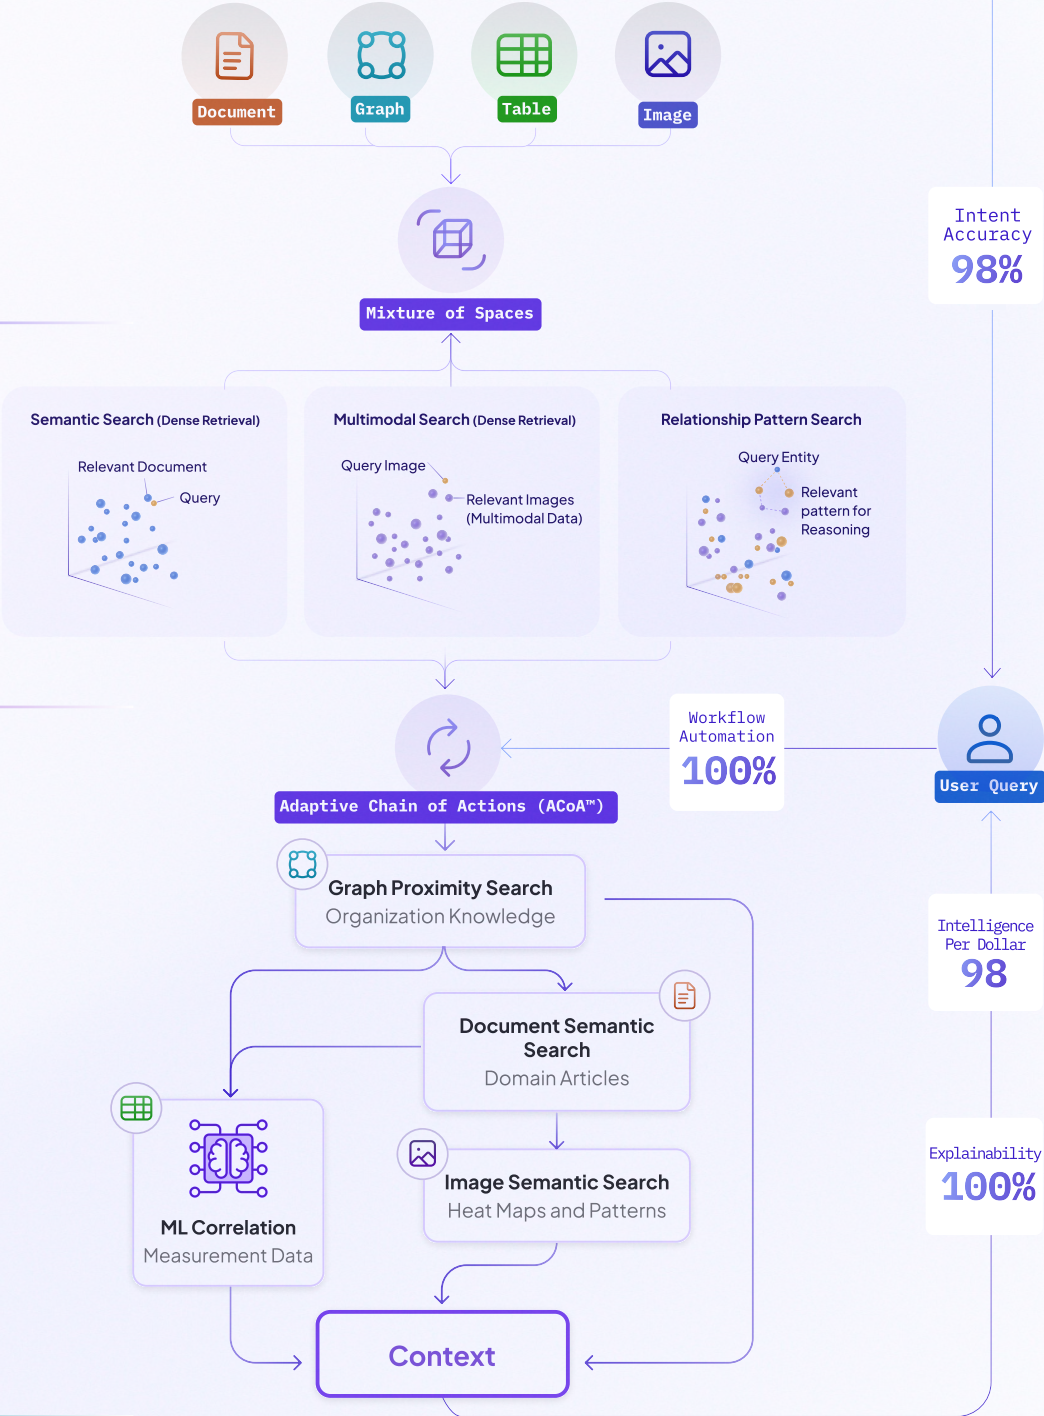 Document
Graph
Table
Image
Mixture of Spaces
Intent
Accuracy
98%
Semantic Search (Dense Retrieval)
Relevant Document
Query
Multimodal Search (Dense Retrieval)
Query Image
Relevant Images
(Multimodal Data)
Relationship Pattern Search
Query Entity
Relevant
pattern for
Reasoning
Workflow
Automation
100%
User Query
Adaptive Chain of Actions (ACoA™)
Graph Proximity Search
Organization Knowledge
Intelligence
Per Dollar
98
Document Semantic
Search
Domain Articles
Explainability
100%
Image Semantic Search
Heat Maps and Patterns
ML Correlation
Measurement Data
Context